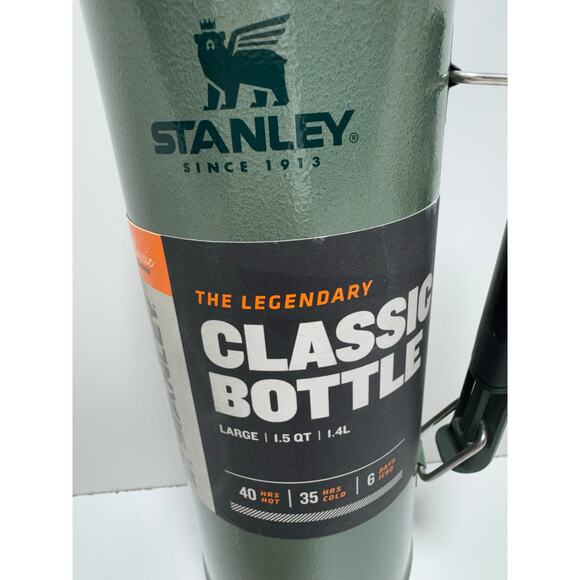 STANLEY®
SINCE 1913
Classic
THE LEGENDARY
CLASSIC
BOTTLE
LARGE | 1.5 QT | 1.4L
40 HRS HOT | 35 HRS COLD | 6 DAYS ICED